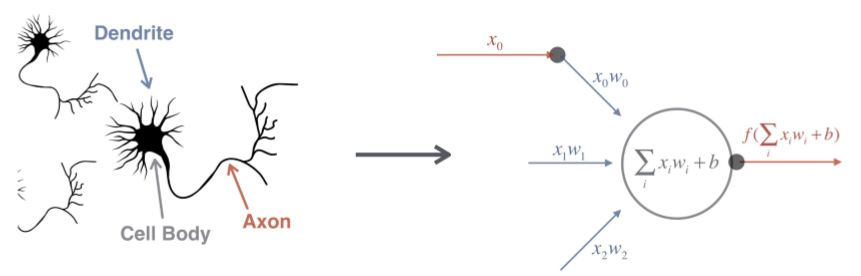 Dendrite
Cell Body
Axon
x₀
x₀w₀
x₁w₁
x₂w₂
∑ᵢ xᵢwᵢ + b
f(∑ᵢ xᵢwᵢ + b)